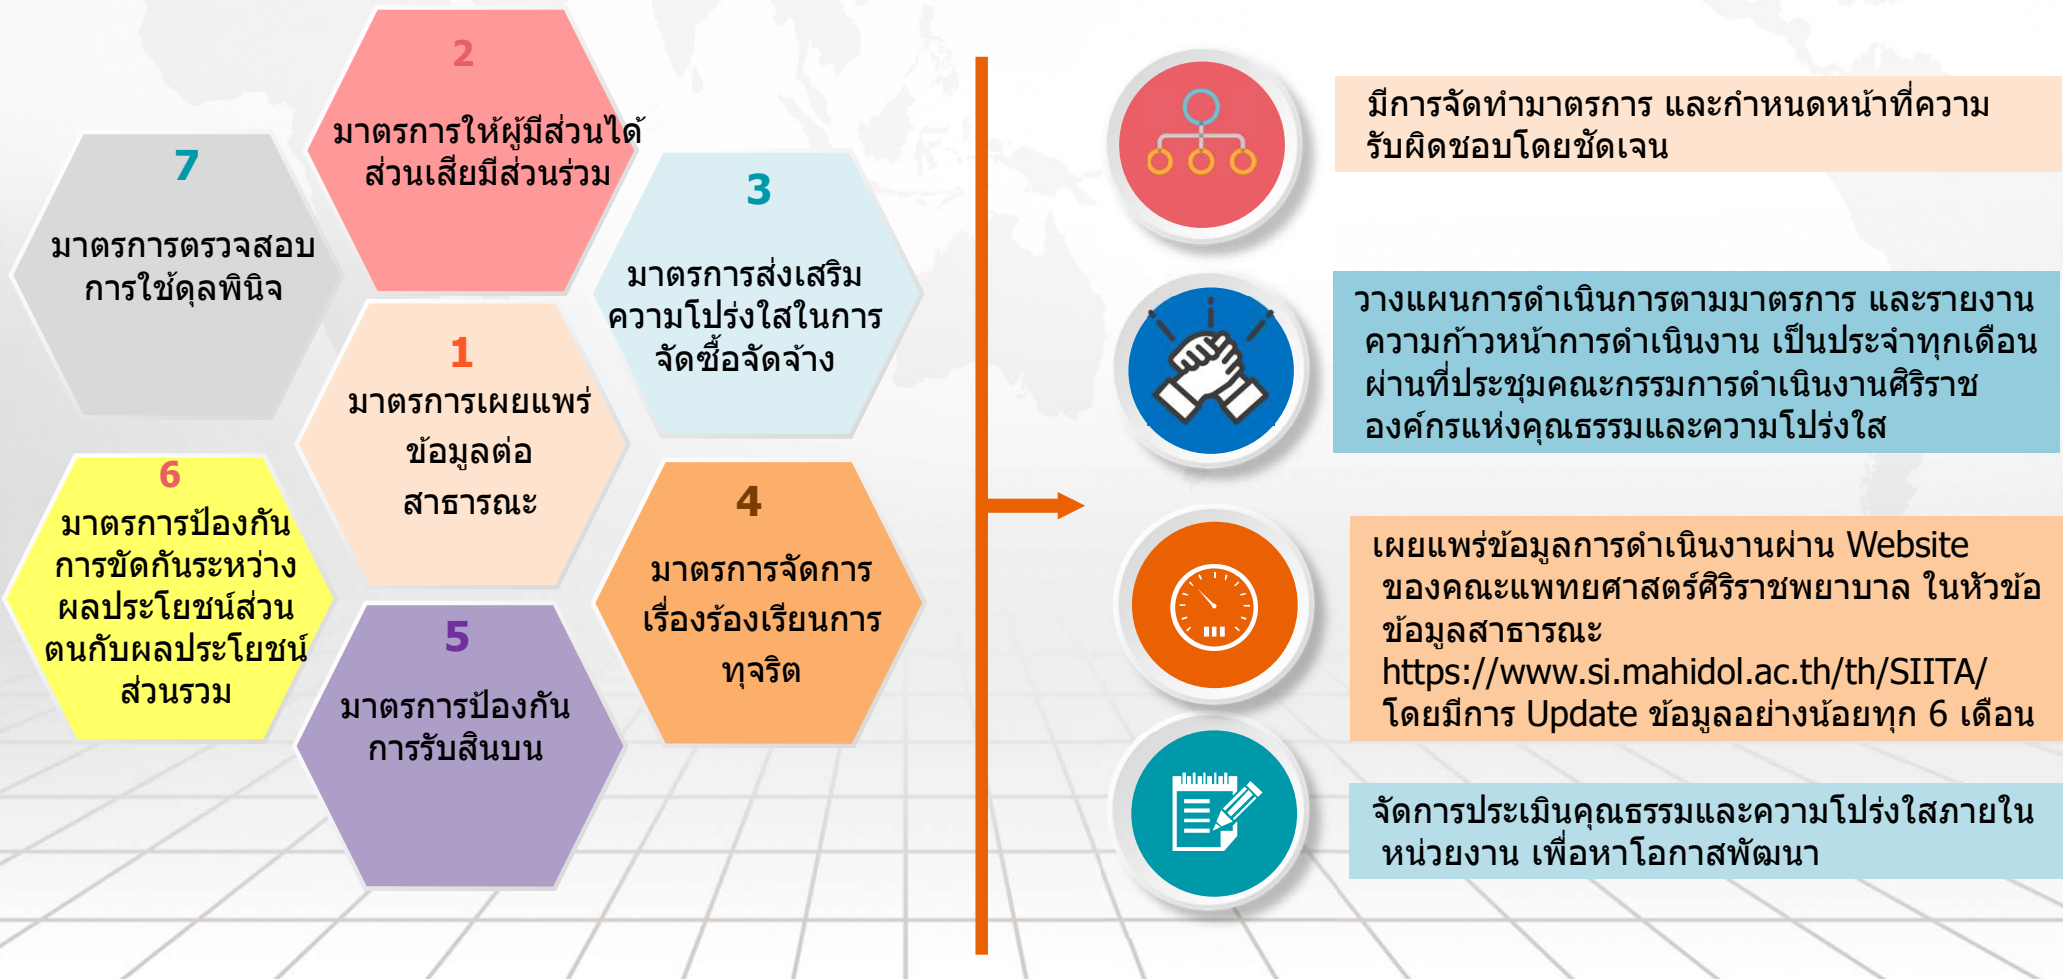 1
มาตรการเผยแพร่
ข้อมูลต่อ
สาธารณะ
2
มาตรการให้ผู้มีส่วนได้
ส่วนเสียมีส่วนร่วม
3
มาตรการส่งเสริม
ความโปร่งใสในการ
จัดซื้อจัดจ้าง
4
มาตรการจัดการ
เรื่องร้องเรียนการ
ทุจริต
5
มาตรการป้องกัน
การรับสินบน
6
มาตรการป้องกัน
การขัดกันระหว่าง
ผลประโยชน์ส่วน
ตนกับผลประโยชน์
ส่วนรวม
7
มาตรการตรวจสอบ
การใช้ดุลพินิจ
มีการจัดทำมาตรการ และกำหนดหน้าที่ความ
รับผิดชอบโดยชัดเจน
วางแผนการดำเนินการตามมาตรการ และรายงาน
ความก้าวหน้าการดำเนินงาน เป็นประจำทุกเดือน
ผ่านที่ประชุมคณะกรรมการดำเนินงานศิริราช
องค์กรแห่งคุณธรรมและความโปร่งใส
เผยแพร่ข้อมูลการดำเนินงานผ่าน Website
ของคณะแพทยศาสตร์ศิริราชพยาบาล ในหัวข้อ
ข้อมูลสาธารณะ
https://www.si.mahidol.ac.th/th/SIITA/
โดยมีการ Update ข้อมูลอย่างน้อยทุก 6 เดือน
จัดการประเมินคุณธรรมและความโปร่งใสภายใน
หน่วยงาน เพื่อหาโอกาสพัฒนา